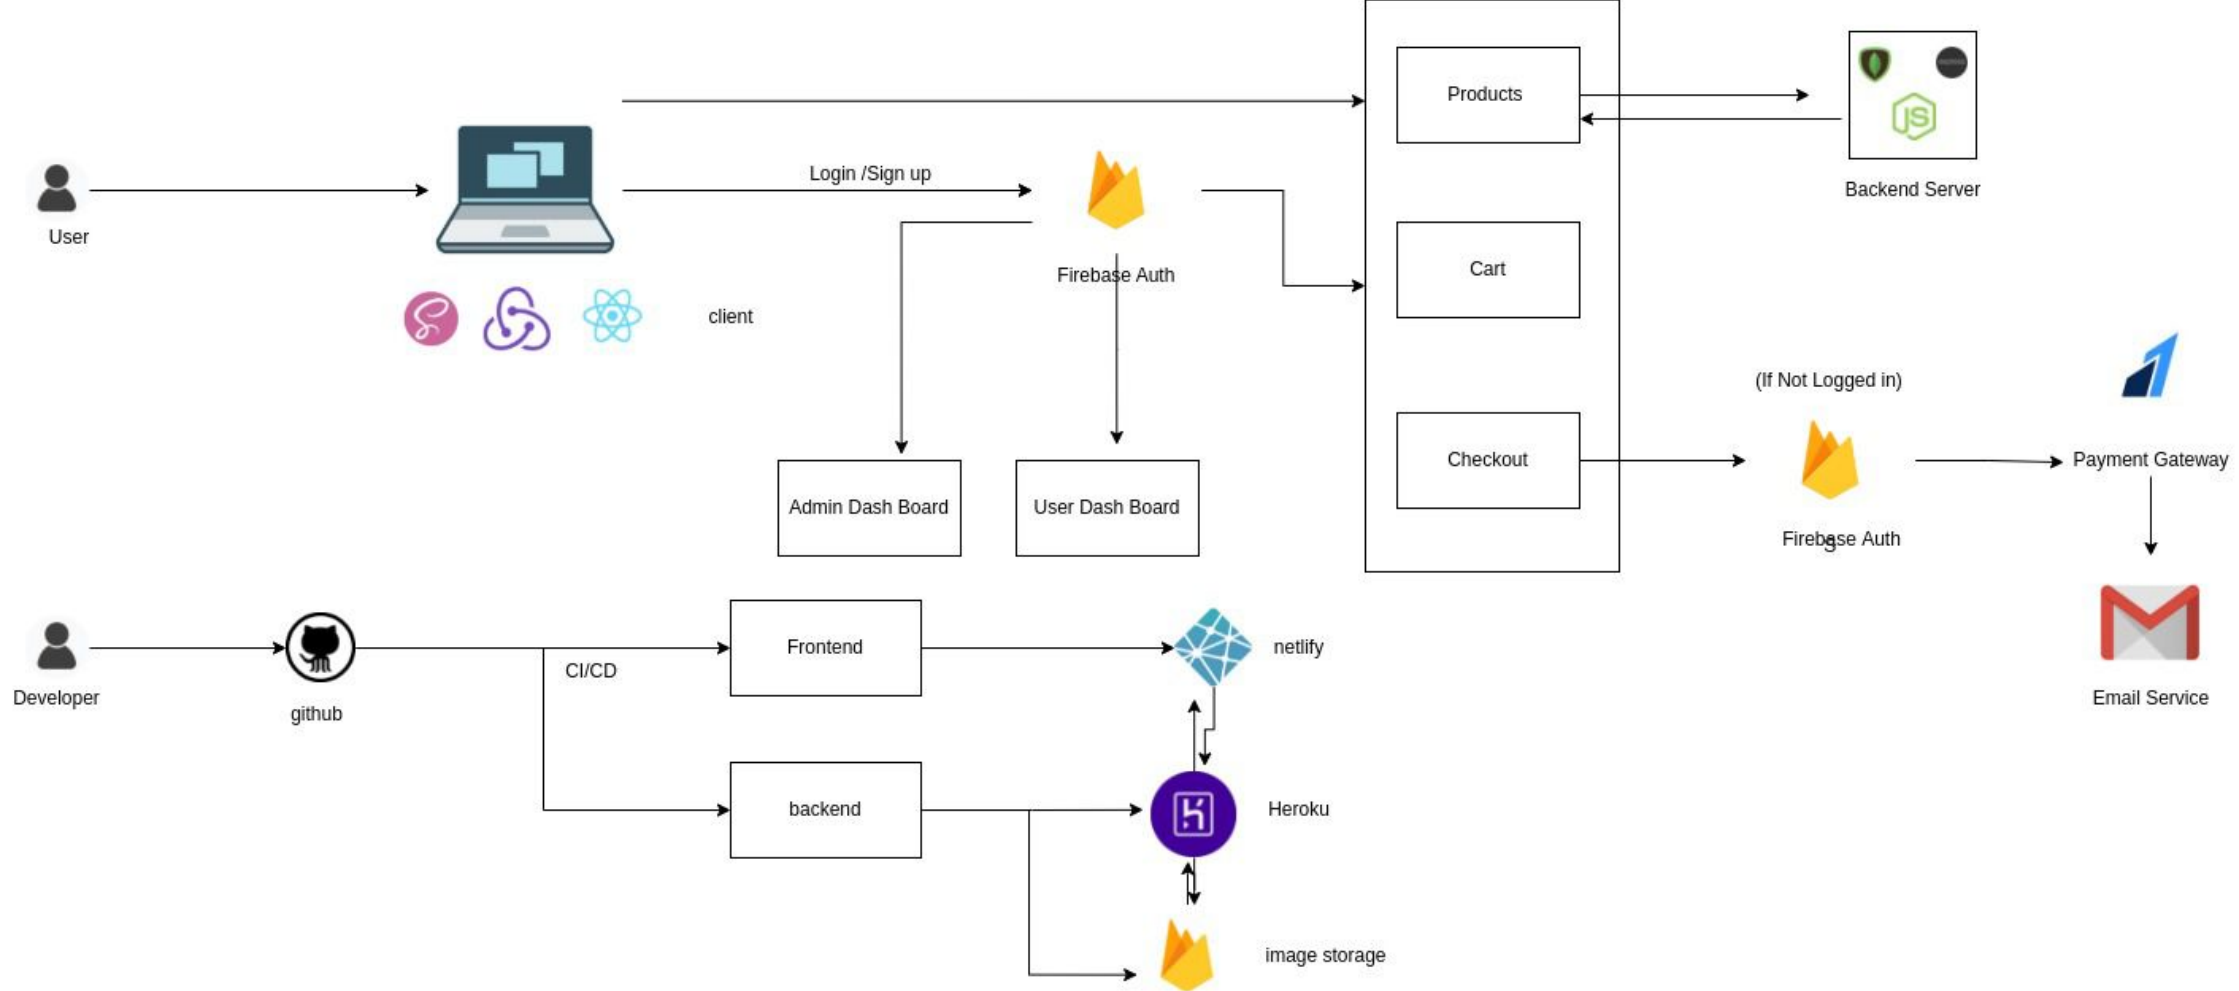 Products
Backend Server
User
Login /Sign up
Firebase Auth
client
Cart
(If Not Logged in)
Checkout
Payment Gateway
Admin Dash Board
User Dash Board
Firebase Auth
S
Email Service
Developer
github
CI/CD
Frontend
netlify
backend
Heroku
image storage
JS